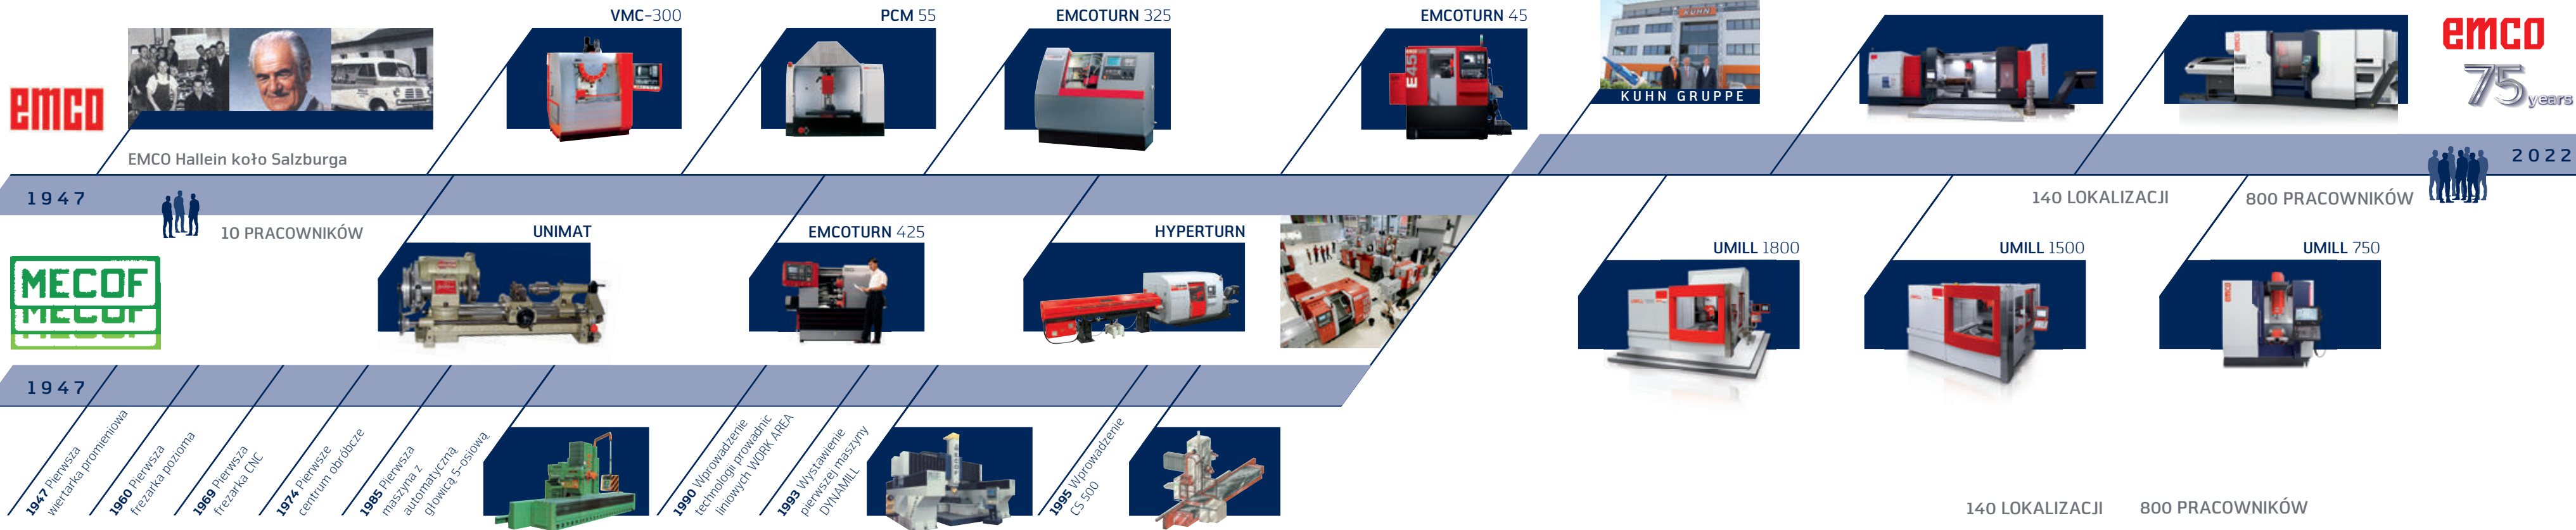 VMC-300
PCM 55
EMCOTURN 325
EMCOTURN 45
emco
KUHN
KUHN GRUPPE
emco
75 years
EMCO Hallein koło Salzburga
2022
1947
10 PRACOWNIKÓW
140 LOKALIZACJI
800 PRACOWNIKÓW
UNIMAT
EMCOTURN 425
HYPERTURN
UMILL 1800
UMILL 1500
UMILL 750
MECOF
MECOF
MECOF
E45
1947
1947 Pierwsza
wiertarka promieniowa
1960 Pierwsza
frezarka pozioma
1969 Pierwsza
frezarka CNC
1974 Pierwsze
centrum obróbcze
1985 Pierwsza
maszyna z
automatyczną
głowicą 5-osiową
1990 Wprowadzenie
technologii prowadnic
liniowych WORK AREA
1993 Wystawienie
pierwszej maszyny
DYNAMILL
1995 Wprowadzenie
CS 500
140 LOKALIZACJI
800 PRACOWNIKÓW